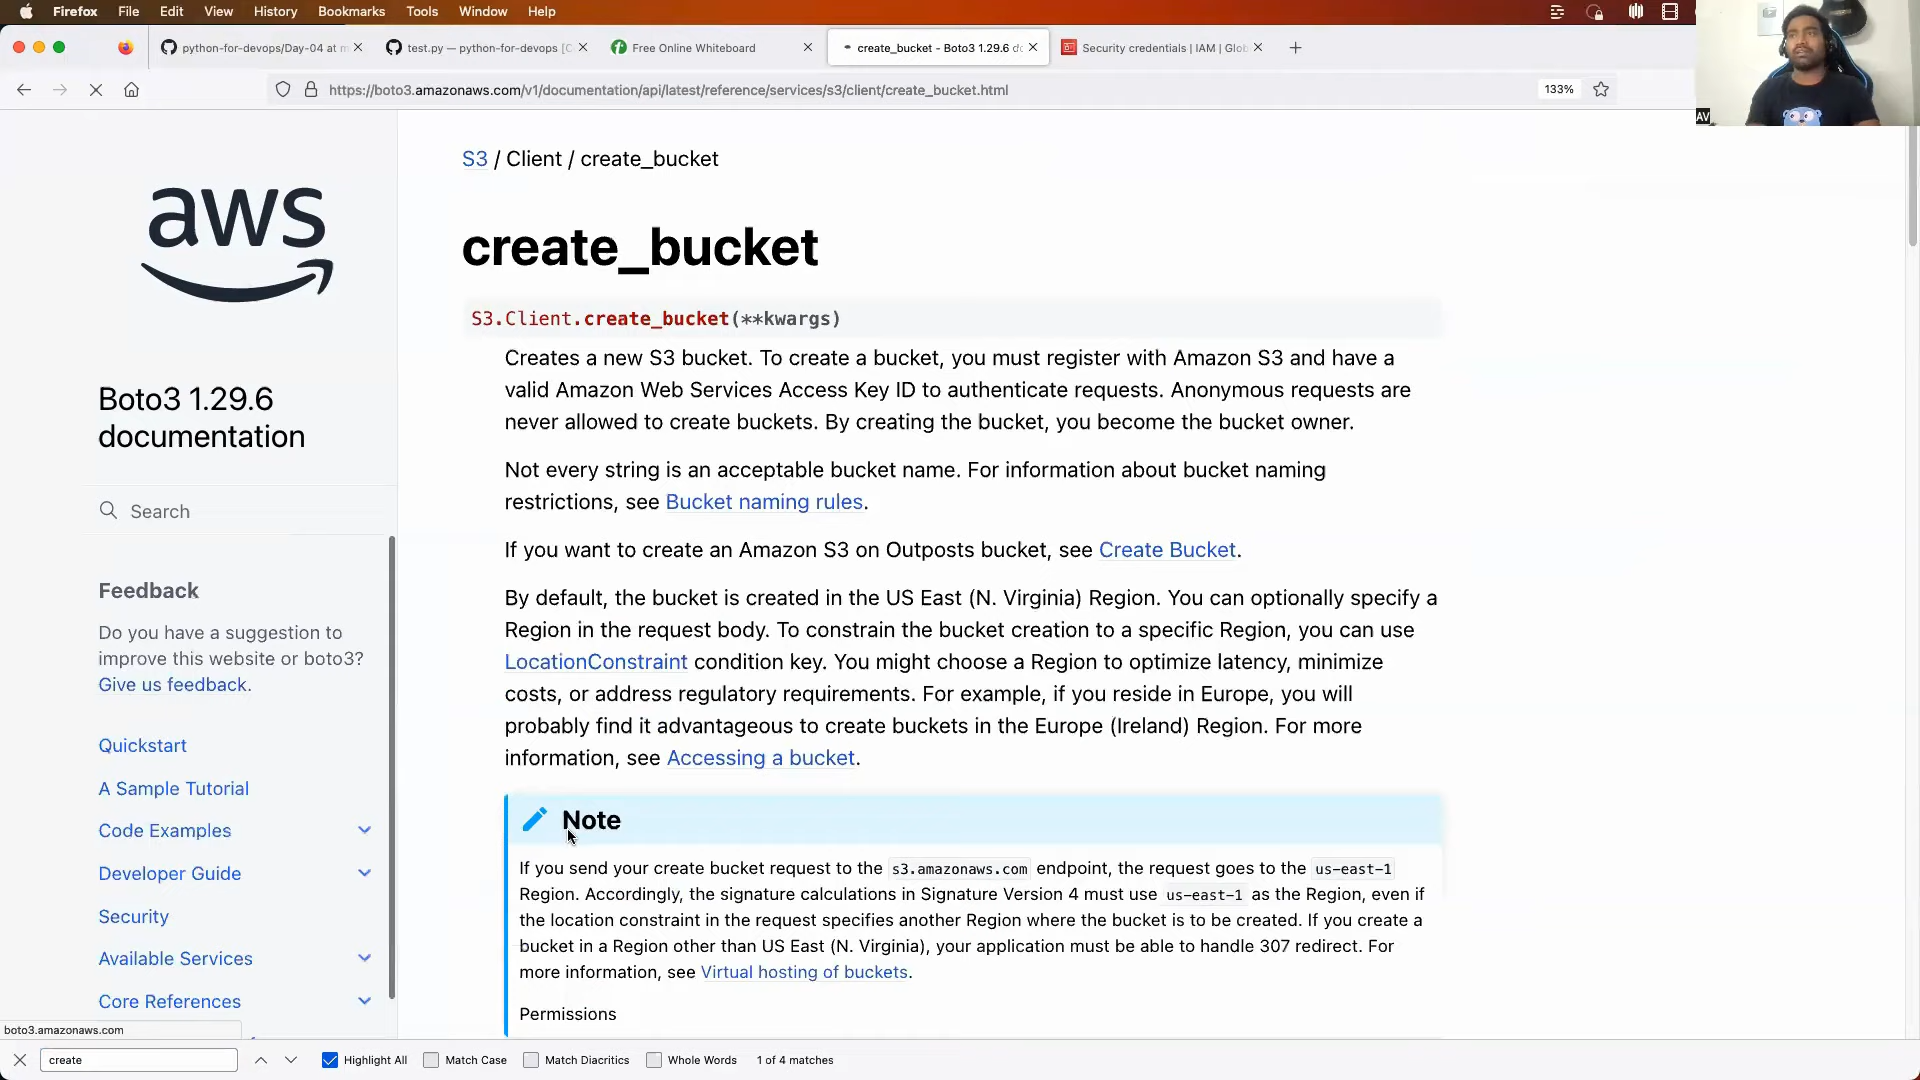 Firefox File Edit View History Bookmarks Tools Window Help
python-for-devops/Day-04 at m
test.py — python-for-devops [C
Free Online Whiteboard
create_bucket - Boto3 1.29.6 d
Security credentials | IAM | Glob
https://boto3.amazonaws.com/v1/documentation/api/latest/reference/services/s3/client/create_bucket.html
133%
AV
aws
Boto3 1.29.6
documentation
Search
Feedback
Do you have a suggestion to
improve this website or boto3?
Give us feedback.
Quickstart
A Sample Tutorial
Code Examples
Developer Guide
Security
Available Services
Core References
S3 / Client / create_bucket
create_bucket
S3.Client.create_bucket(**kwargs)
Creates a new S3 bucket. To create a bucket, you must register with Amazon S3 and have a
valid Amazon Web Services Access Key ID to authenticate requests. Anonymous requests are
never allowed to create buckets. By creating the bucket, you become the bucket owner.
Not every string is an acceptable bucket name. For information about bucket naming
restrictions, see Bucket naming rules.
If you want to create an Amazon S3 on Outposts bucket, see Create Bucket.
By default, the bucket is created in the US East (N. Virginia) Region. You can optionally specify a
Region in the request body. To constrain the bucket creation to a specific Region, you can use
LocationConstraint condition key. You might choose a Region to optimize latency, minimize
costs, or address regulatory requirements. For example, if you reside in Europe, you will
probably find it advantageous to create buckets in the Europe (Ireland) Region. For more
information, see Accessing a bucket.
Note
If you send your create bucket request to the s3.amazonaws.com endpoint, the request goes to the us-east-1
Region. Accordingly, the signature calculations in Signature Version 4 must use us-east-1 as the Region, even if
the location constraint in the request specifies another Region where the bucket is to be created. If you create a
bucket in a Region other than US East (N. Virginia), your application must be able to handle 307 redirect. For
more information, see Virtual hosting of buckets.
Permissions
boto3.amazonaws.com
create
Highlight All Match Case Match Diacritics Whole Words 1 of 4 matches